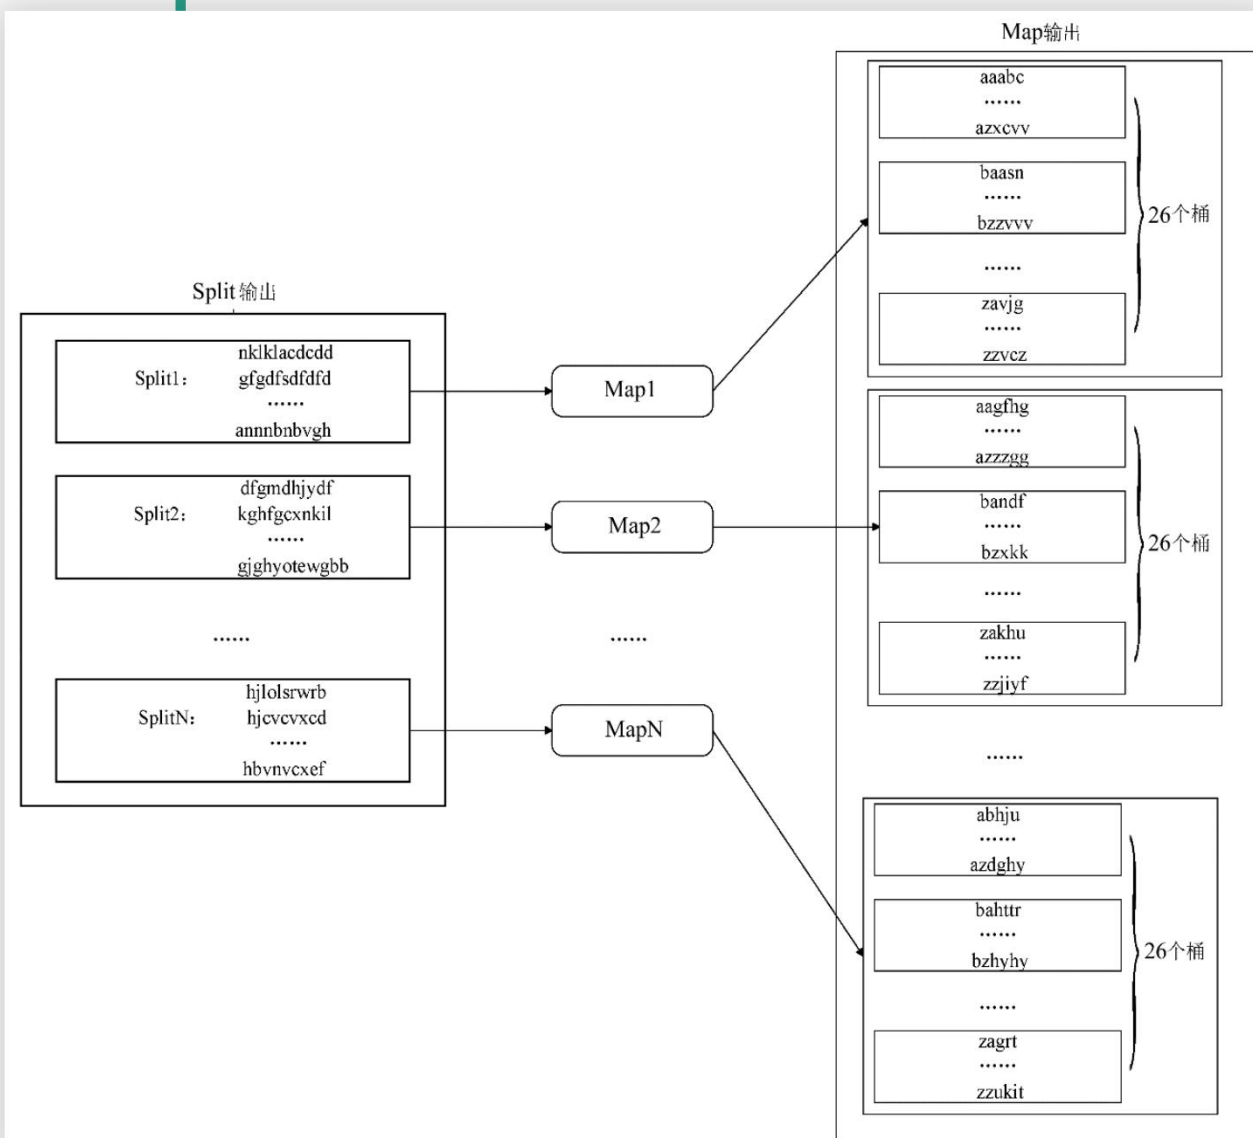 Map输出
aaabc
......
azxcvv
baasn
......
bzzvvv
......
zavjg
......
zzvcz
26个桶
Split输出
Split1:
nklklacdcdd
gfgdfsdfdfd
......
annnbnbvgh
Split2:
dfgmdhjydf
kghfgcxnkil
......
gjghyotewgbb
......
SplitN:
hjlolsrwrb
hjcvcvxcd
......
hbvnvcxef
Map1
Map2
......
MapN
aagfhg
......
azzzgg
bandf
......
bzxkk
......
zakhu
......
zzjiyf
26个桶
......
abhju
......
azdghy
bahttr
......
bzhyhy
......
zagrt
......
zzukit
26个桶